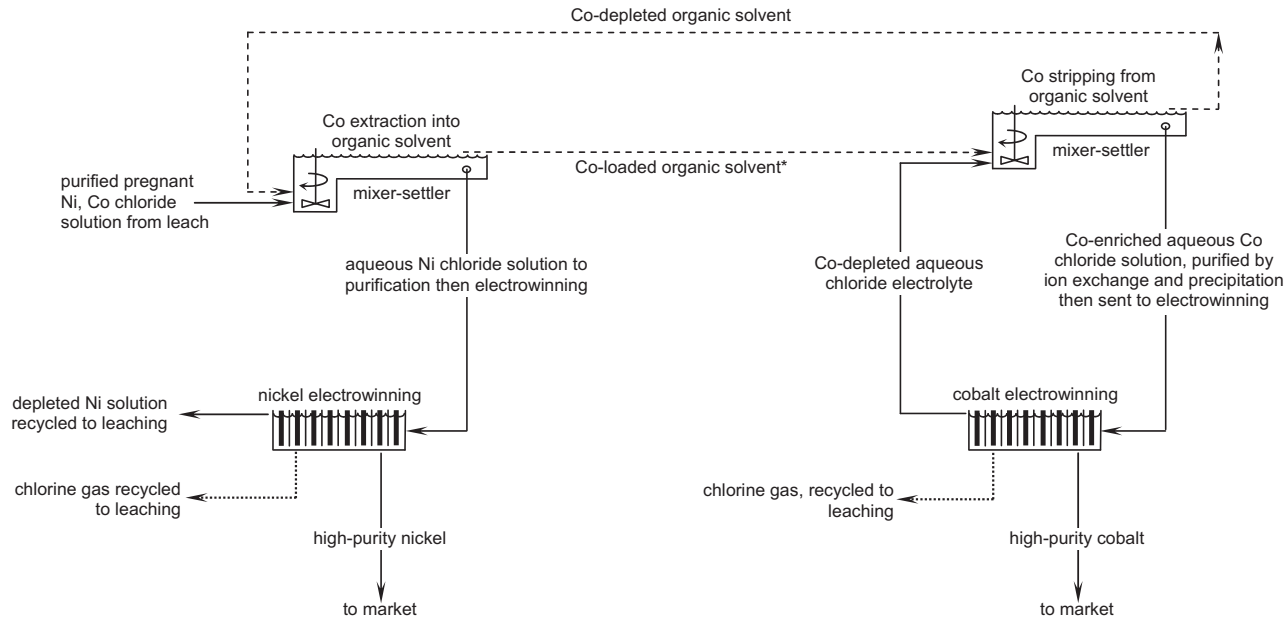 Co-depleted organic solvent
Co stripping from
organic solvent
mixer-settler
Co extraction into
organic solvent
Co-loaded organic solvent*
mixer-settler
purified pregnant
Ni, Co chloride
solution from leach
aqueous Ni chloride solution to
purification then electrowinning
Co-depleted aqueous
chloride electrolyte
Co-enriched aqueous Co
chloride solution, purified by
ion exchange and precipitation
then sent to electrowinning
nickel electrowinning
depleted Ni solution
recycled to leaching
chlorine gas recycled
to leaching
high-purity nickel
to market
cobalt electrowinning
chlorine gas, recycled to
leaching
high-purity cobalt
to market